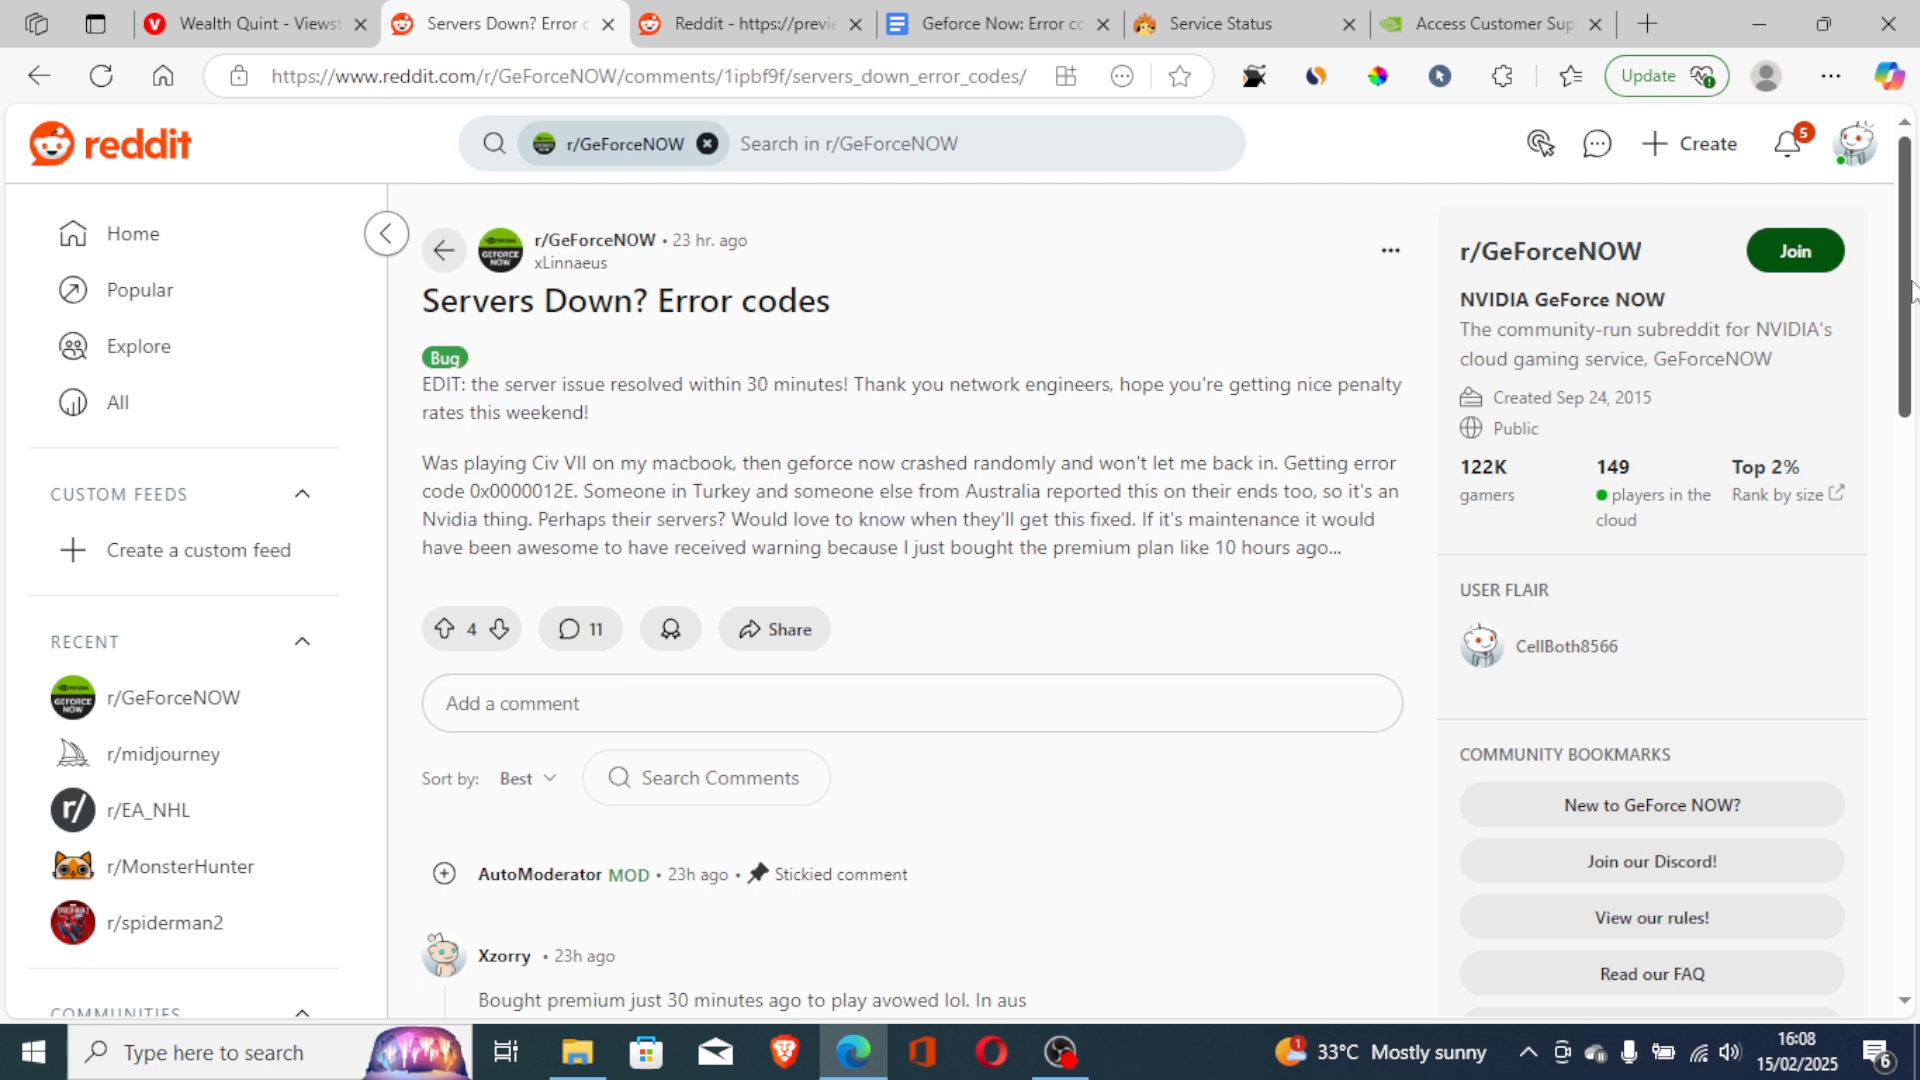 Wealth Quint - Viewst
Servers Down? Error c
Reddit - https://previe
Geforce Now: Error co
Service Status
Access Customer Sup
https://www.reddit.com/r/GeForceNOW/comments/1ipbf9f/servers_down_error_codes/
Update
reddit
r/GeForceNOW
Search in r/GeForceNOW
Create
5
Home
Popular
Explore
All
CUSTOM FEEDS
Create a custom feed
RECENT
r/GeForceNOW
r/midjourney
r/EA_NHL
r/MonsterHunter
r/spiderman2
COMMUNITIES
r/GeForceNOW • 23 hr. ago
xLinnaeus
Servers Down? Error codes
Bug
EDIT: the server issue resolved within 30 minutes! Thank you network engineers, hope you're getting nice penalty
rates this weekend!
Was playing Civ VII on my macbook, then geforce now crashed randomly and won't let me back in. Getting error
code 0x0000012E. Someone in Turkey and someone else from Australia reported this on their ends too, so it's an
Nvidia thing. Perhaps their servers? Would love to know when they'll get this fixed. If it's maintenance it would
have been awesome to have received warning because I just bought the premium plan like 10 hours ago...
4
11
Share
Add a comment
Sort by: Best
Search Comments
AutoModerator MOD • 23h ago • Stickied comment
Xzorry • 23h ago
Bought premium just 30 minutes ago to play avowed lol. In aus
r/GeForceNOW
Join
NVIDIA GeForce NOW
The community-run subreddit for NVIDIA's
cloud gaming service, GeForceNOW
Created Sep 24, 2015
Public
122K 149 Top 2%
gamers players in the Rank by size
cloud
USER FLAIR
CellBoth8566
COMMUNITY BOOKMARKS
New to GeForce NOW?
Join our Discord!
View our rules!
Read our FAQ
Type here to search
1
33°C Mostly sunny
16:08
15/02/2025
6